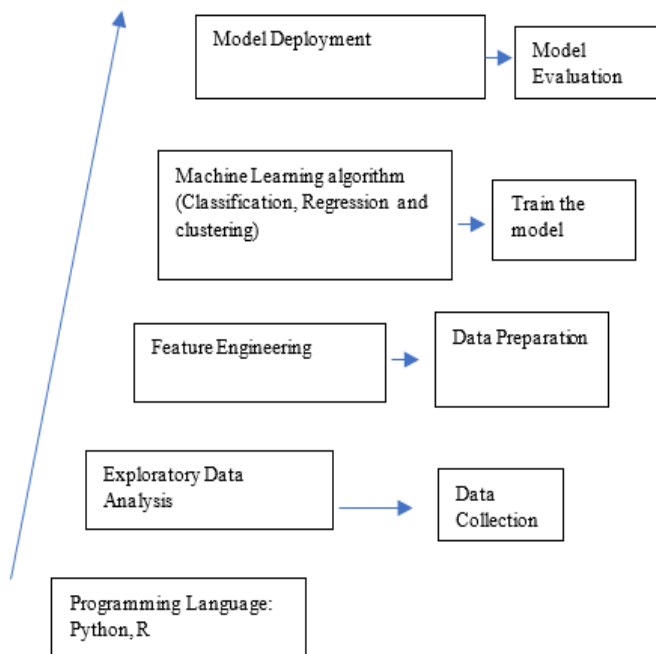 Model Deployment
Model
Evaluation
Machine Learning algorithm
(Classification, Regression and
clustering)
Train the
model
Feature Engineering
Data Preparation
Exploratory Data
Analysis
Data
Collection
Programming Language:
Python, R